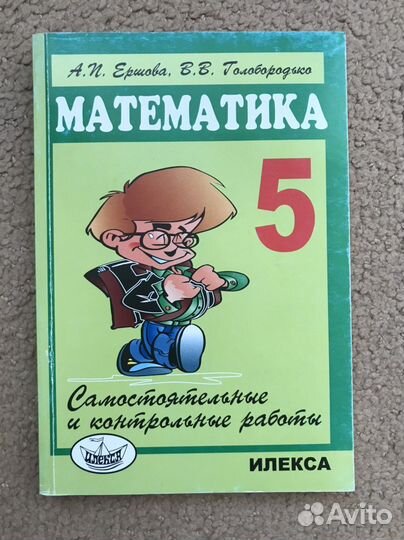 А.П. Ершова, В.В. Голобородько
МАТЕМАТИКА
5
Самостоятельные
и контрольные работы
ИЛЕКСА
ИЛЕКСА
Avito